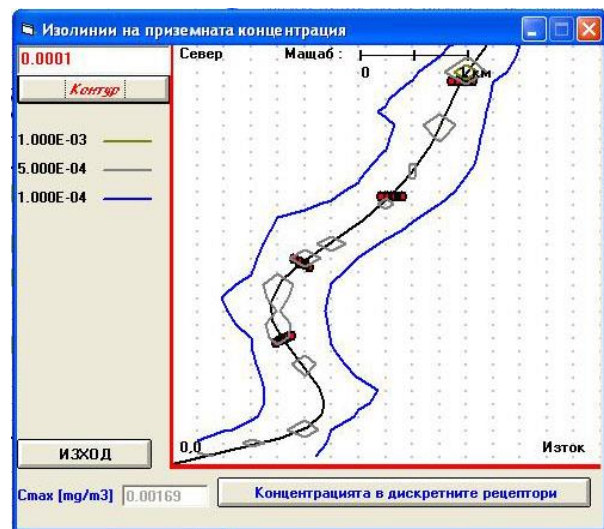 Изолинии на приземната концентрация
0.0001
Контур
1.000E-03
5.000E-04
1.000E-04
Север
Мащаб :
0
1 км
0,0
Изток
ИЗХОД
Cmax [mg/m3] 0.00169
Концентрацията в дискретните рецептори